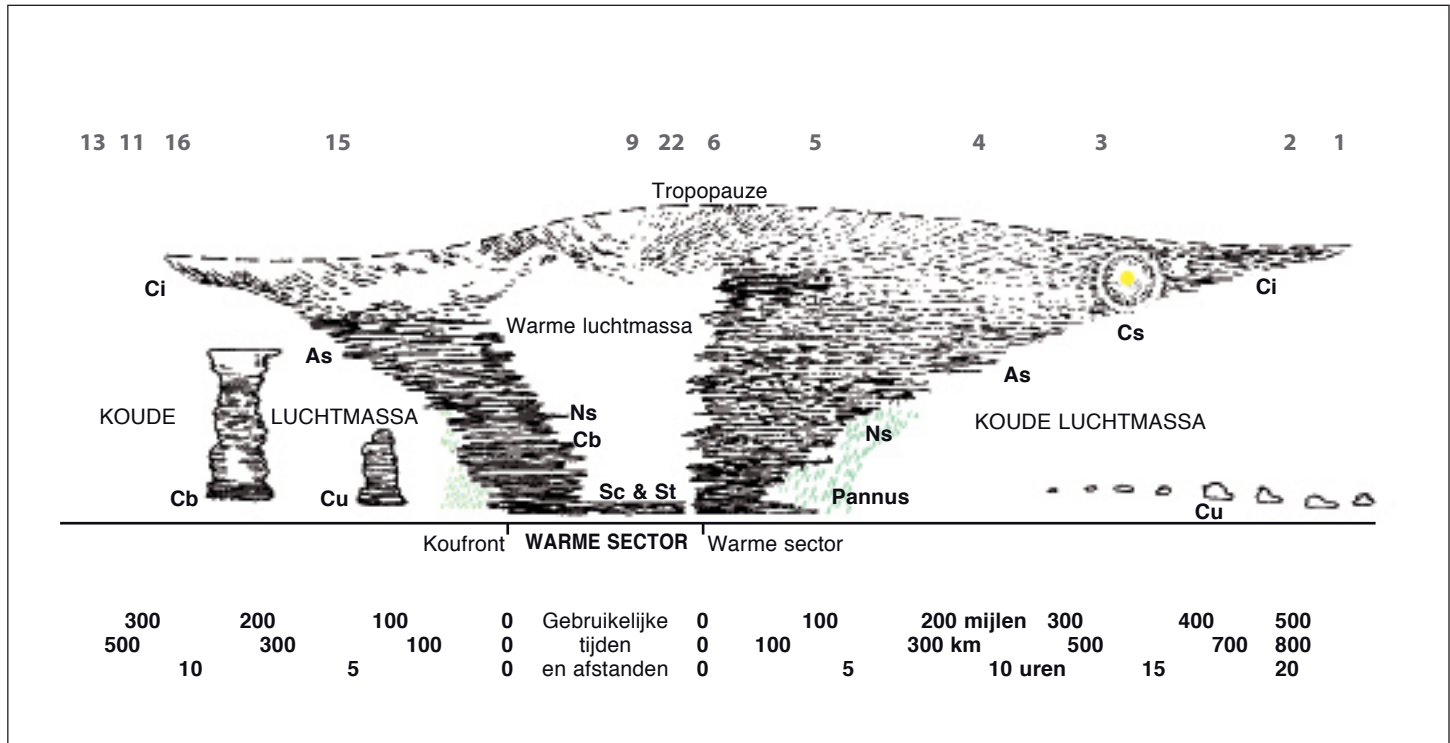 13 11 16 15 9 22 6 5 4 3 2 1
Tropopauze
Ci Ci
Warme luchtmassa
Cs
As
As
KOUDE LUCHTMASSA KOUDE LUCHTMASSA
Ns
Ns
Cb
Cb Cu Sc & St Pannus
Cu
Koufront WARME SECTOR Warme sector
300 200 100 0 Gebruikelijke 0 100 200 mijlen 300 400 500
500 300 100 0 tijden 0 100 300 km 500 700 800
10 5 0 en afstanden 0 5 10 uren 15 20